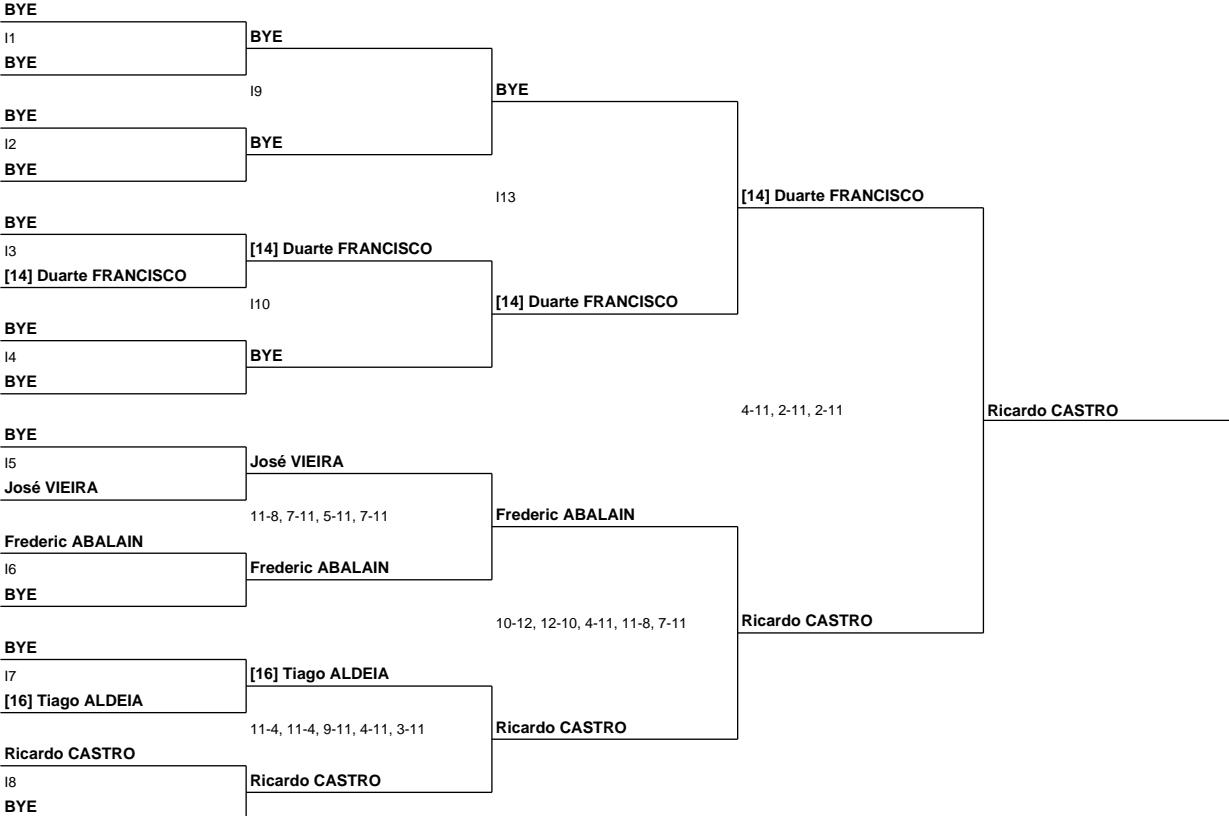 BYE
I1
BYE
BYE
I9
BYE
BYE
I2
BYE
BYE
I13
[14] Duarte FRANCISCO
BYE
I3
[14] Duarte FRANCISCO
[14] Duarte FRANCISCO
I10
[14] Duarte FRANCISCO
BYE
I4
BYE
BYE
4-11, 2-11, 2-11
Ricardo CASTRO
BYE
I5
José VIEIRA
José VIEIRA
11-8, 7-11, 5-11, 7-11
Frederic ABALAIN
Frederic ABALAIN
I6
Frederic ABALAIN
BYE
10-12, 12-10, 4-11, 11-8, 7-11
Ricardo CASTRO
BYE
I7
[16] Tiago ALDEIA
[16] Tiago ALDEIA
11-4, 11-4, 9-11, 4-11, 3-11
Ricardo CASTRO
Ricardo CASTRO
I8
Ricardo CASTRO
BYE